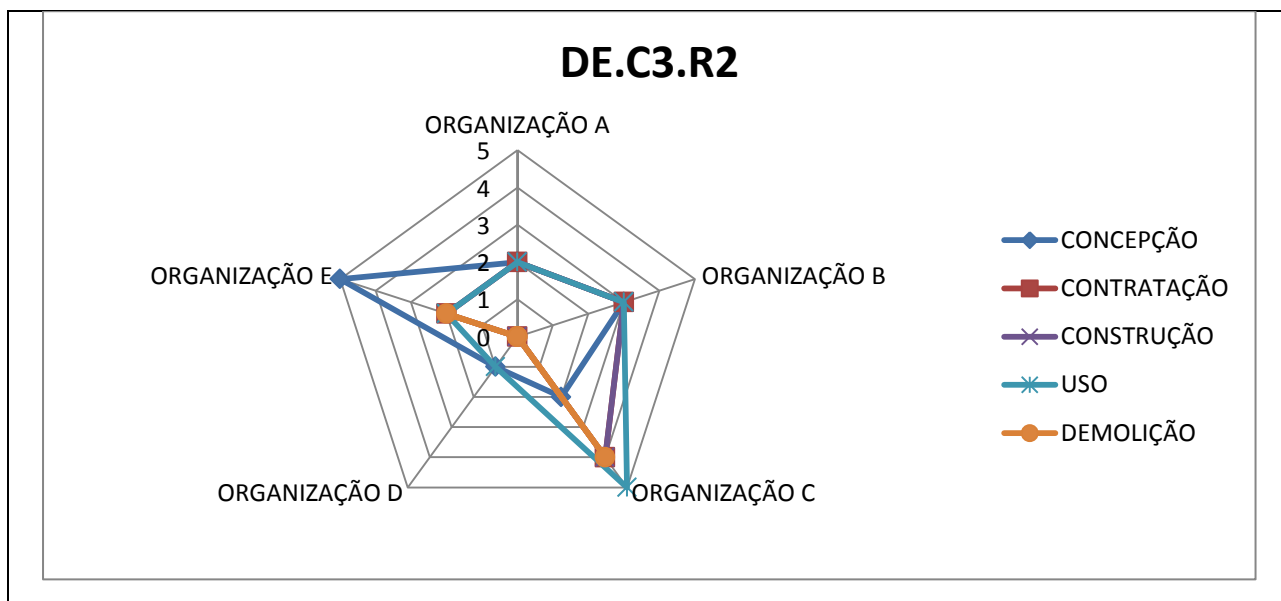 DE.C3.R2
ORGANIZAÇÃO A
5
4
3
2
1
0
ORGANIZAÇÃO B
ORGANIZAÇÃO C
ORGANIZAÇÃO D
ORGANIZAÇÃO E
CONCEPÇÃO
CONTRATAÇÃO
CONSTRUÇÃO
USO
DEMOLIÇÃO